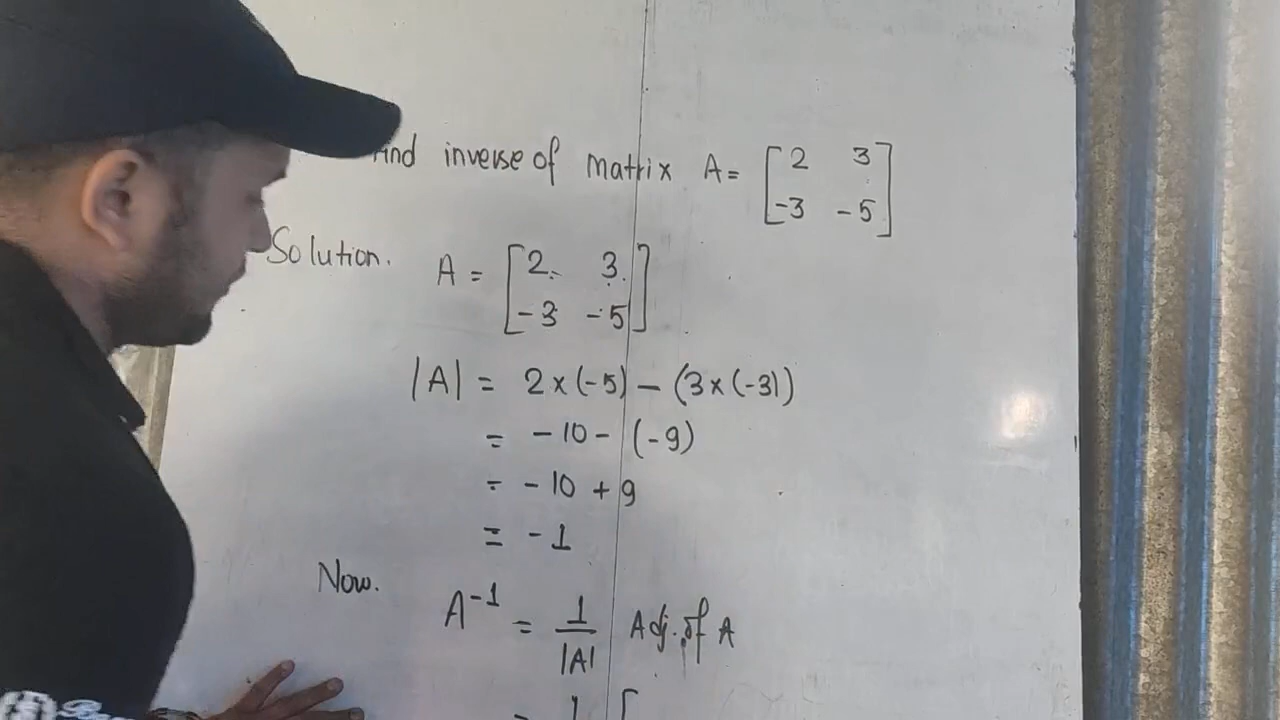 Find inverse of matrix A = [ 2 3
-3 -5 ]
Solution. A = [ 2 3
-3 -5 ]
|A| = 2 × (-5) - (3 × (-3))
= -10 - (-9)
= -10 + 9
= -1
Now.
A⁻¹ = 1/|A| Adj. of A
= 1 [